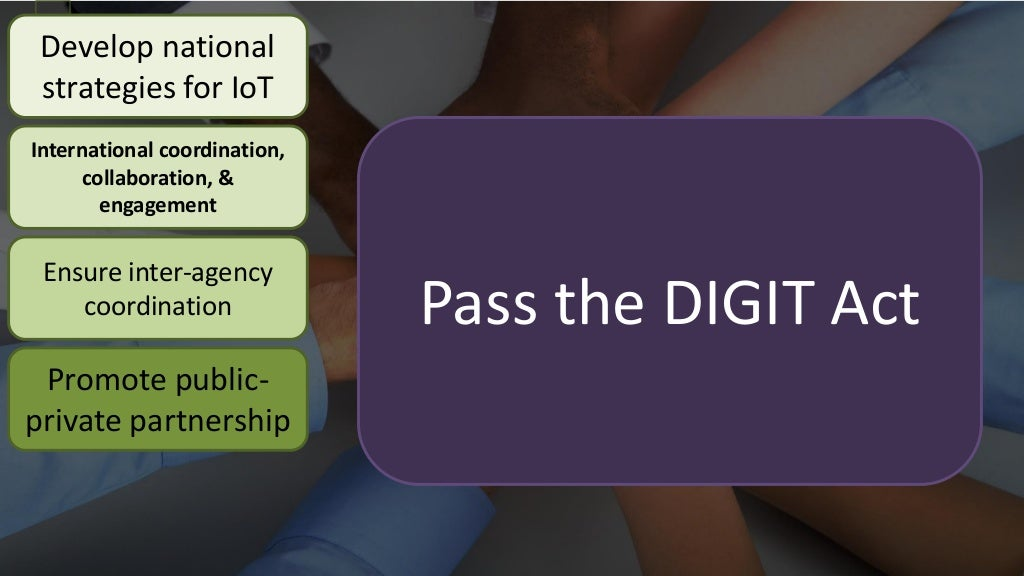 Develop national
strategies for IoT
International coordination,
collaboration, &
engagement
Ensure inter-agency
coordination
Promote public-
private partnership
Pass the DIGIT Act